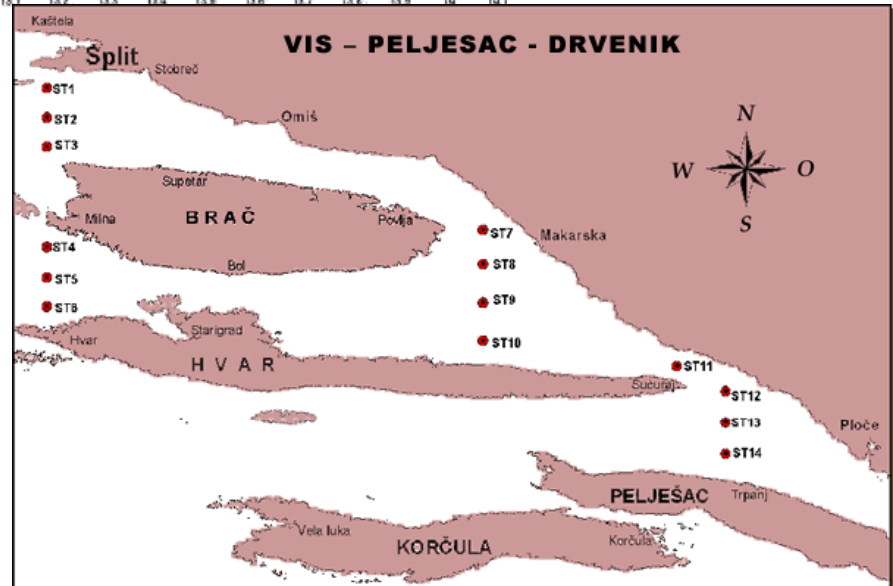 Kaštela
Split
VIS – PELJESAC - DRVENIK
Stobreč
ST1
Omiš
N
ST2
ST3
W
O
Supetar
S
BRAČ
Milna
Povlja
ST7
Makarska
ST4
Bol
ST8
ST5
ST9
ST6
Starigrad
Hvar
ST10
HVAR
ST11
Sućuraj
ST12
ST13
Ploče
ST14
PELJEŠAC
Trpanj
Vela luka
KORČULA
Korčula